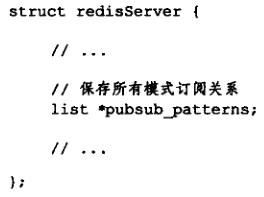 struct redisServer {
// ...
// 保存所有模式订阅关系
list *pubsub_patterns;
// ...
};